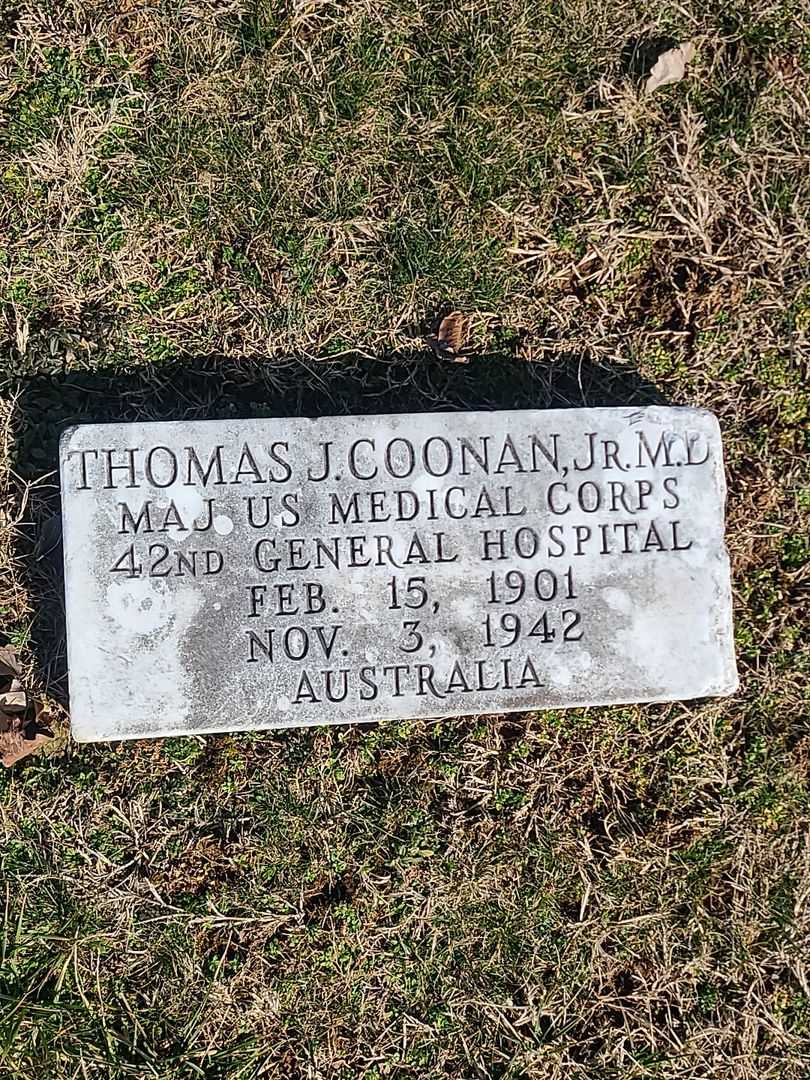 THOMAS J. COONAN, JR. M.D
MAJ US MEDICAL CORPS
42ND GENERAL HOSPITAL
FEB. 15, 1901
NOV. 3, 1942
AUSTRALIA